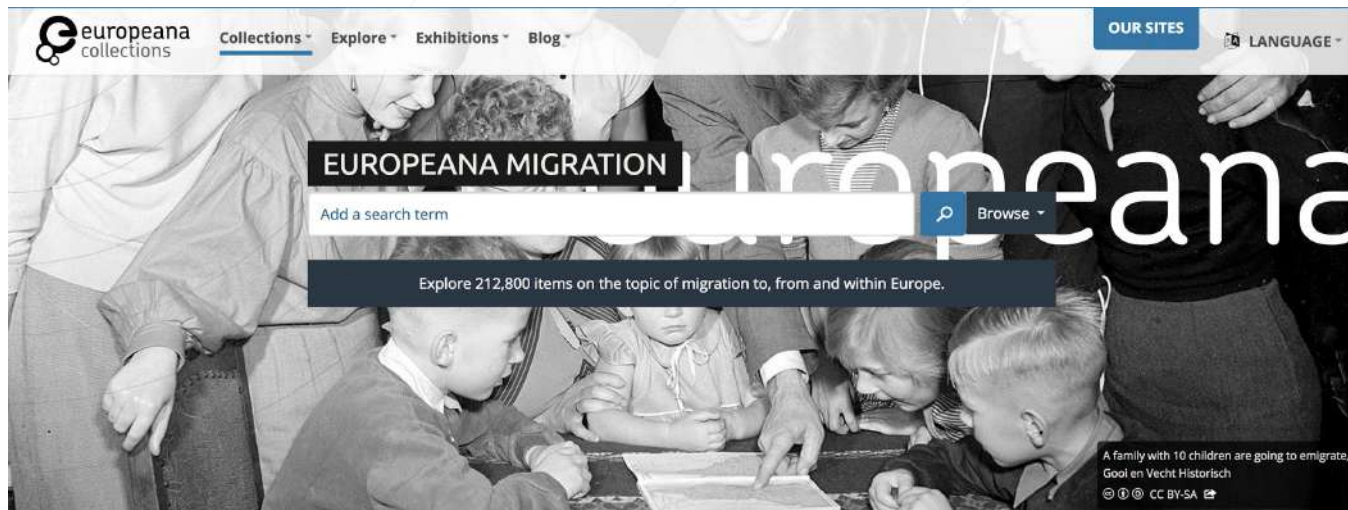 europeana
collections
Collections
Explore
Exhibitions
Blog
OUR SITES
LANGUAGE
europeana
EUROPEANA MIGRATION
Add a search term
Browse
Explore 212,800 items on the topic of migration to, from and within Europe.
A family with 10 children are going to emigrate,
Gooi en Vecht Historisch
CC BY-SA